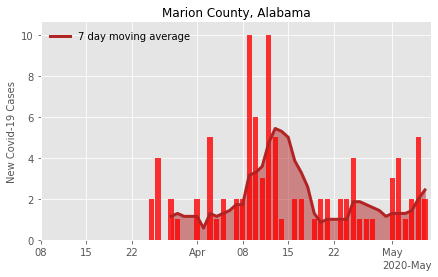 Marion County, Alabama
7 day moving average
New Covid-19 Cases
10
8
6
4
2
0
08 15 22 Apr 08 15 22 May
2020-May